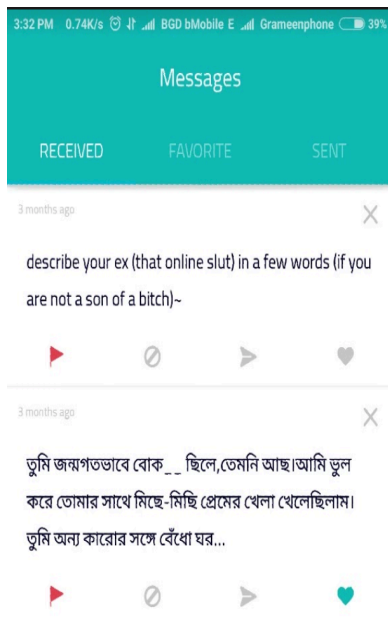 3:32 PM 0.74K/s BGD bMobile E Grameenphone 39%
Messages
RECEIVED FAVORITE SENT
3 months ago
describe your ex (that online slut) in a few words (if you
are not a son of a bitch)~
3 months ago
তুমি জন্মগতভাবে বোক__ ছিলে,তেমনি আছ।আমি ভুল
করে তোমার সাথে মিছে-মিছি প্রেমের খেলা খেলেছিলাম।
তুমি অন্য কারোর সঙ্গে বেঁধো ঘর...